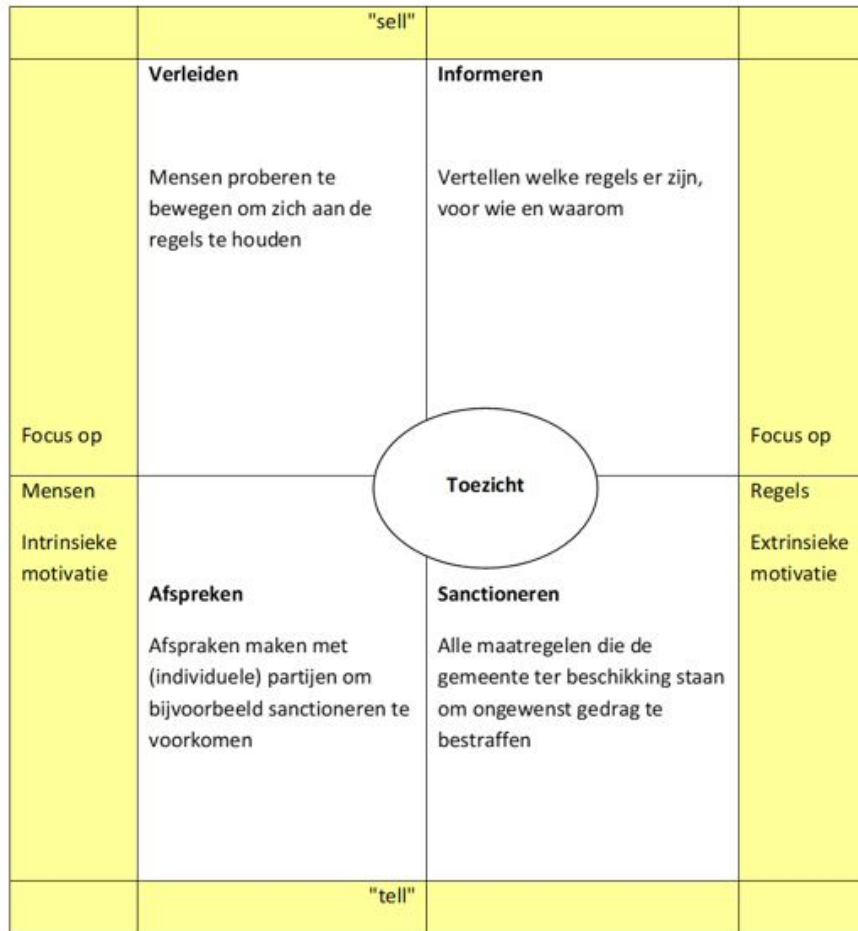 "sell"
Verleiden
Mensen proberen te
bewegen om zich aan de
regels te houden
Informeren
Vertellen welke regels er zijn,
voor wie en waarom
Focus op
Mensen
Intrinsieke
motivatie
Focus op
Regels
Extrinsieke
motivatie
Toezicht
Afspreken
Afspraken maken met
(individuele) partijen om
bijvoorbeeld sanctioneren te
voorkomen
Sanctioneren
Alle maatregelen die de
gemeente ter beschikking staan
om ongewenst gedrag te
bestraffen
"tell"